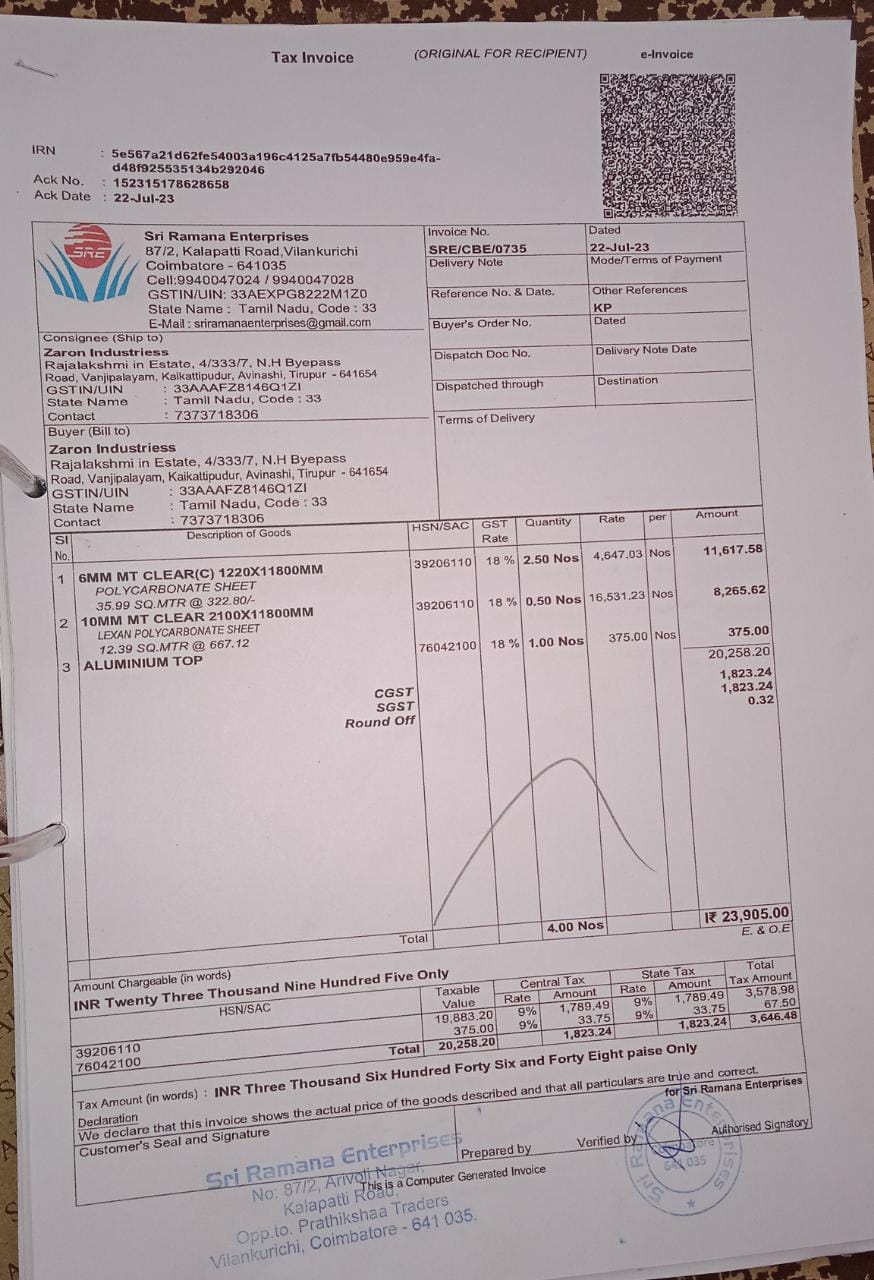 Tax Invoice (ORIGINAL FOR RECIPIENT) e-Invoice
IRN : 5e567a21d62fe54003a196c4125a7fb54480e959e4fa-
d48f925535134b292046
Ack No. : 152315178628658
Ack Date : 22-Jul-23
SRE
Sri Ramana Enterprises
87/2, Kalapatti Road,Vilankurichi
Coimbatore - 641035
Cell:9940047024 / 9940047028
GSTIN/UIN: 33AEXPG8222M1Z0
State Name : Tamil Nadu, Code : 33
E-Mail : sriramanaenterprises@gmail.com
Invoice No. Dated
SRE/CBE/0735 22-Jul-23
Delivery Note Mode/Terms of Payment
Reference No. & Date. Other References
KP
Buyer's Order No. Dated
Dispatch Doc No. Delivery Note Date
Dispatched through Destination
Terms of Delivery
Consignee (Ship to)
Zaron Industriess
Rajalakshmi in Estate, 4/333/7, N.H Byepass
Road, Vanjipalayam, Kaikattipudur, Avinashi, Tirupur - 641654
GSTIN/UIN : 33AAAFZ8146Q1ZI
State Name : Tamil Nadu, Code : 33
Contact : 7373718306
Buyer (Bill to)
Zaron Industriess
Rajalakshmi in Estate, 4/333/7, N.H Byepass
Road, Vanjipalayam, Kaikattipudur, Avinashi, Tirupur - 641654
GSTIN/UIN : 33AAAFZ8146Q1ZI
State Name : Tamil Nadu, Code : 33
Contact : 7373718306
Sl No. Description of Goods HSN/SAC GST Rate Quantity Rate per Amount
1 6MM MT CLEAR(C) 1220X11800MM 39206110 18 % 2.50 Nos 4,647.03 Nos 11,617.58
POLYCARBONATE SHEET
35.99 SQ.MTR @ 322.80/-
2 10MM MT CLEAR 2100X11800MM 39206110 18 % 0.50 Nos 16,531.23 Nos 8,265.62
LEXAN POLYCARBONATE SHEET
12.39 SQ.MTR @ 667.12
3 ALUMINIUM TOP 76042100 18 % 1.00 Nos 375.00 Nos 375.00
20,258.20
CGST 1,823.24
SGST 1,823.24
Round Off 0.32
Total 4.00 Nos I₹ 23,905.00
E. & O.E
Amount Chargeable (in words)
INR Twenty Three Thousand Nine Hundred Five Only
HSN/SAC Taxable Value Central Tax Rate Amount State Tax Rate Amount Total Tax Amount
39206110 19,883.20 9% 1,789.49 9% 1,789.49 3,578.98
76042100 375.00 9% 33.75 9% 33.75 67.50
Total 20,258.20 1,823.24 1,823.24 3,646.48
Tax Amount (in words) : INR Three Thousand Six Hundred Forty Six and Forty Eight paise Only
Declaration
We declare that this invoice shows the actual price of the goods described and that all particulars are true and correct.
Customer's Seal and Signature for Sri Ramana Enterprises
Prepared by Verified by Authorised Signatory
This is a Computer Generated Invoice
Sri Ramana Enterprises
No: 87/2, Arivoli Nagar,
Kalapatti Road,
Opp.to. Prathikshaa Traders
Vilankurichi, Coimbatore - 641 035.
Sri Ramana Enterprises
Coimbatore
641 035